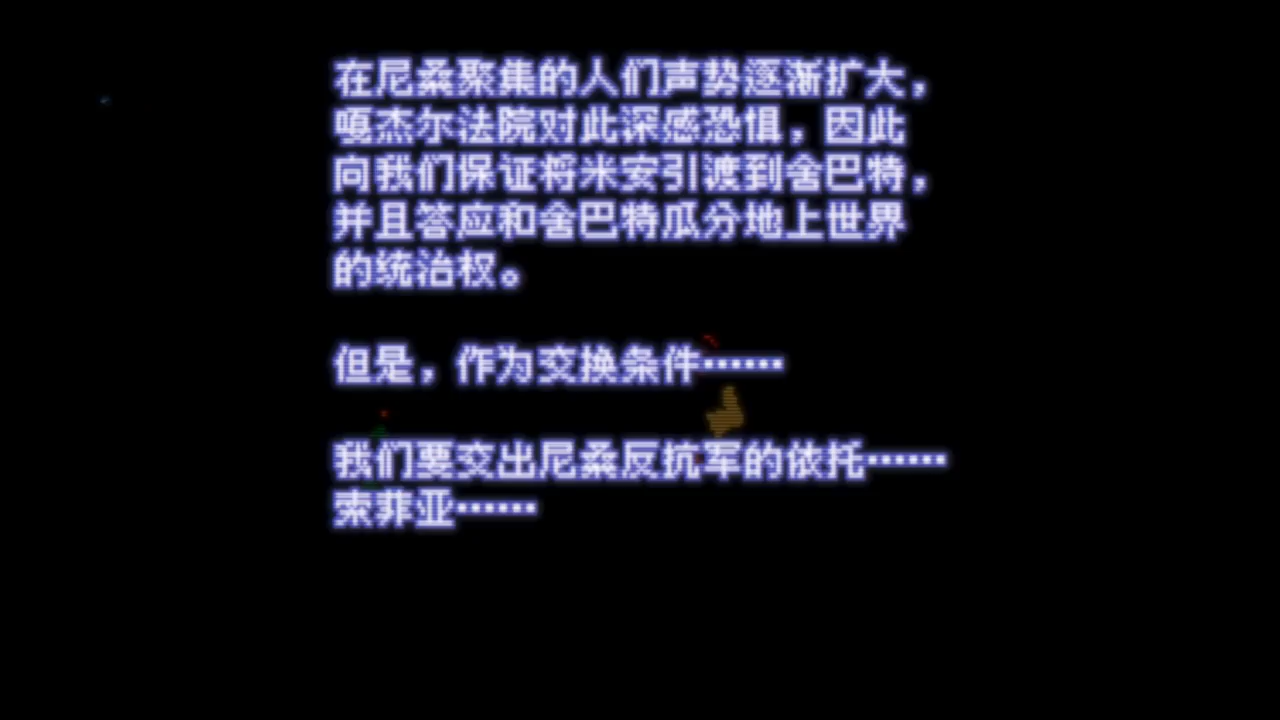 在尼桑聚集的人们声势逐渐扩大，
嘎杰尔法院对此深感恐惧，因此
向我们保证将米安引渡到舍巴特，
并且答应和舍巴特瓜分地上世界
的统治权。
但是，作为交换条件……
我们要交出尼桑反抗军的依托……
索菲亚……